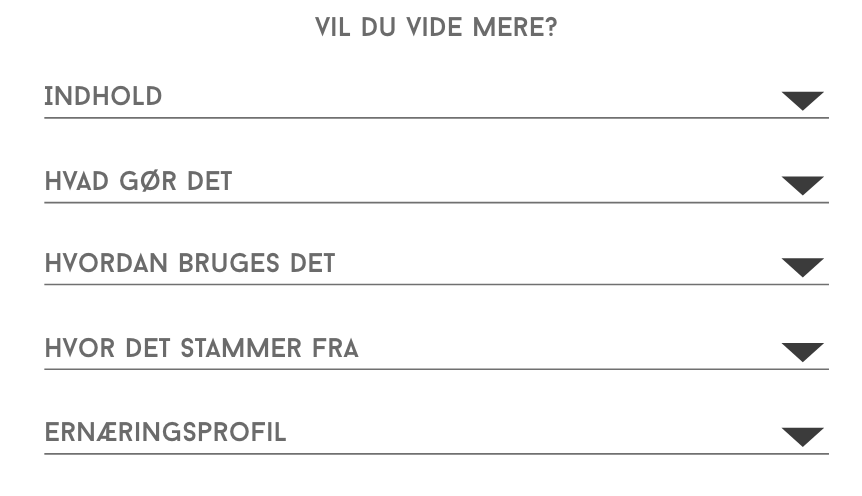 VIL DU VIDE MERE?
INDHOLD
HVAD GØR DET
HVORDAN BRUGES DET
HVOR DET STAMMER FRA
ERNÆRINGSPROFIL